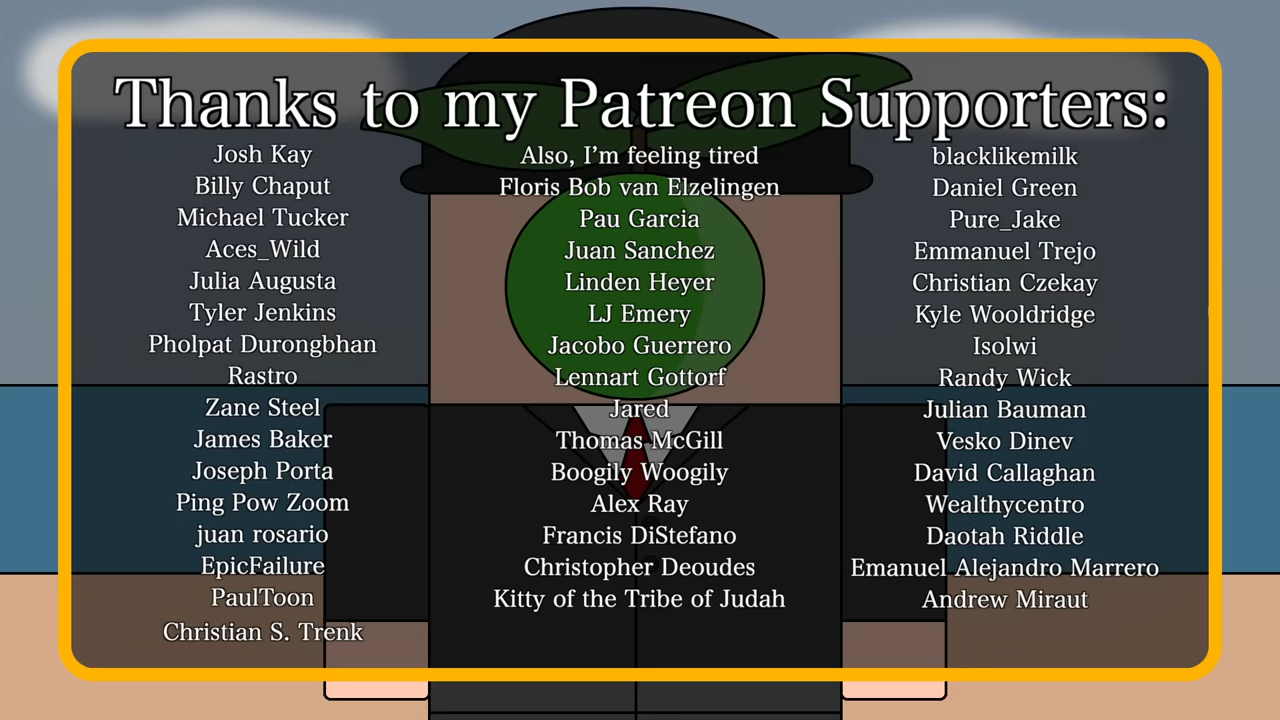 Thanks to my Patreon Supporters:
Josh Kay
Billy Chaput
Michael Tucker
Aces_Wild
Julia Augusta
Tyler Jenkins
Pholpat Durongbhan
Rastro
Zane Steel
James Baker
Joseph Porta
Ping Pow Zoom
juan rosario
EpicFailure
PaulToon
Christian S. Trenk
Also, I’m feeling tired
Floris Bob van Elzelingen
Pau Garcia
Juan Sanchez
Linden Heyer
LJ Emery
Jacobo Guerrero
Lennart Gottorf
Jared
Thomas McGill
Boogily Woogily
Alex Ray
Francis DiStefano
Christopher Deoudes
Kitty of the Tribe of Judah
blacklikemilk
Daniel Green
Pure_Jake
Emmanuel Trejo
Christian Czekay
Kyle Wooldridge
Isolwi
Randy Wick
Julian Bauman
Vesko Dinev
David Callaghan
Wealthycentro
Daotah Riddle
Emanuel Alejandro Marrero
Andrew Miraut